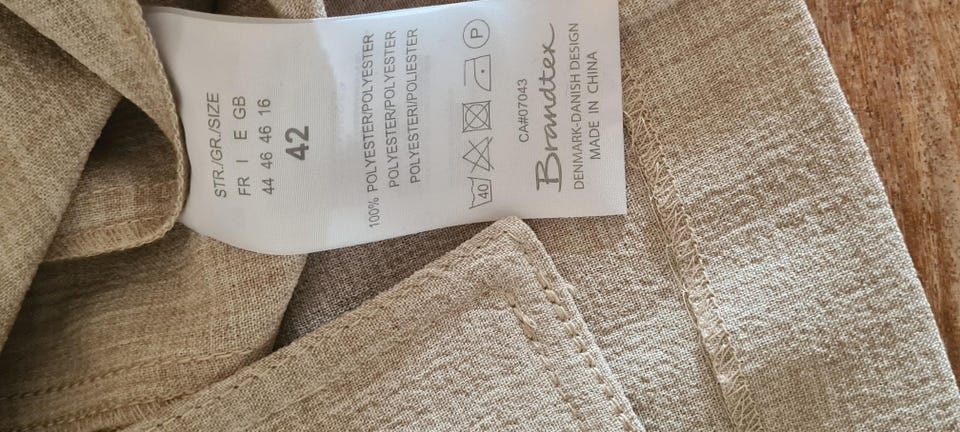 STR./GR./SIZE
FR I E GB
44 46 46 16
42
100% POLYESTER/POLYESTER
POLYESTER/POLYESTER
POLYESTERI/POLIESTER
40 P
CA#07043
Brandtex
DENMARK-DANISH DESIGN
MADE IN CHINA